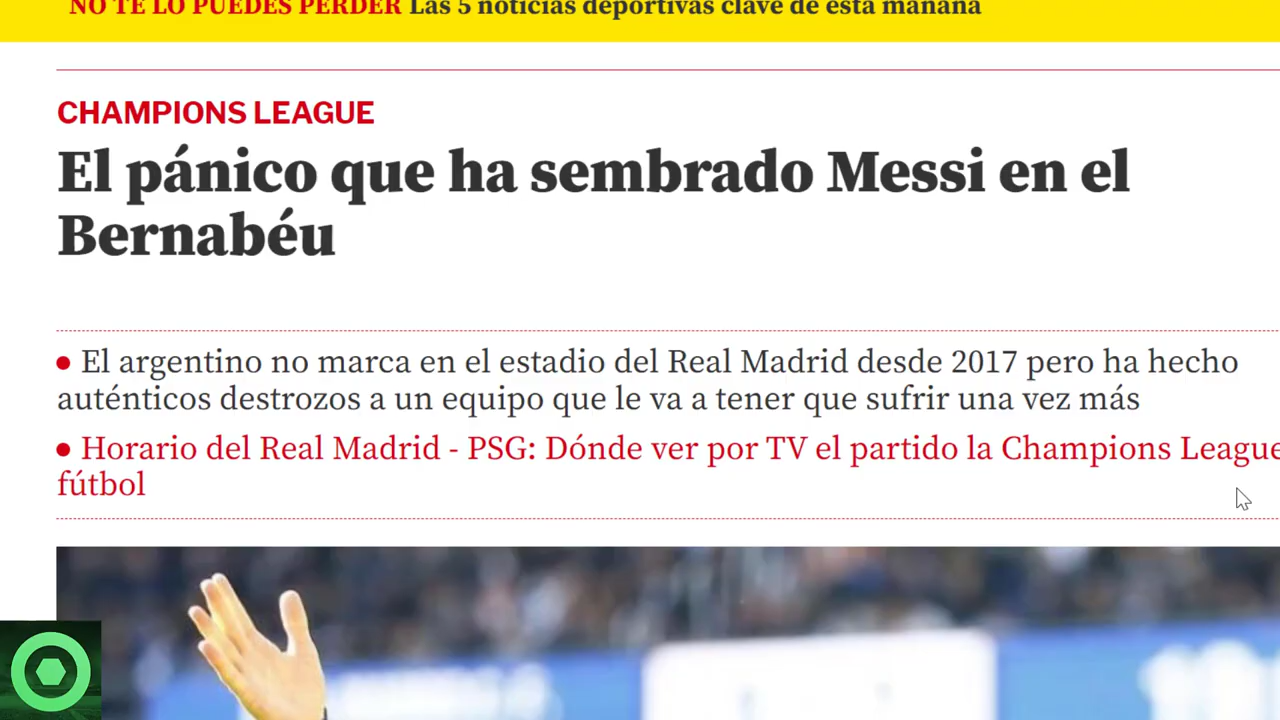 NO TE LO PUEDES PERDER Las 5 noticias deportivas clave de esta mañana
CHAMPIONS LEAGUE
El pánico que ha sembrado Messi en el
Bernabéu
• El argentino no marca en el estadio del Real Madrid desde 2017 pero ha hecho
auténticos destrozos a un equipo que le va a tener que sufrir una vez más
• Horario del Real Madrid - PSG: Dónde ver por TV el partido la Champions League
fútbol